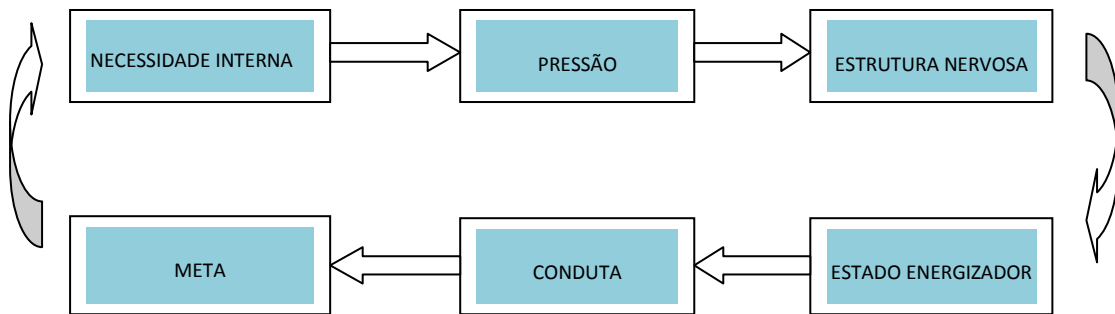 NECESSIDADE INTERNA
PRESSÃO
ESTRUTURA NERVOSA
META
CONDUTA
ESTADO ENERGIZADOR